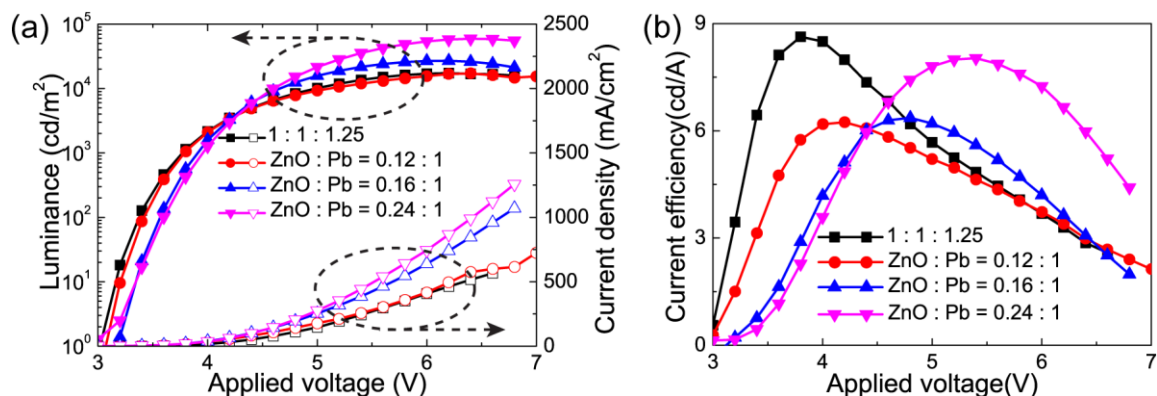 (a)
Luminance (cd/m²)
10⁵
10⁴
10³
10²
10¹
10⁰
1 : 1 : 1.25
ZnO : Pb = 0.12 : 1
ZnO : Pb = 0.16 : 1
ZnO : Pb = 0.24 : 1
2500
2000
1500
1000
500
0
Current density (mA/cm²)
3 4 5 6 7
Applied voltage (V)
(b)
Current efficiency(cd/A)
9
6
3
0
1 : 1 : 1.25
ZnO : Pb = 0.12 : 1
ZnO : Pb = 0.16 : 1
ZnO : Pb = 0.24 : 1
3 4 5 6 7
Applied voltage(V)